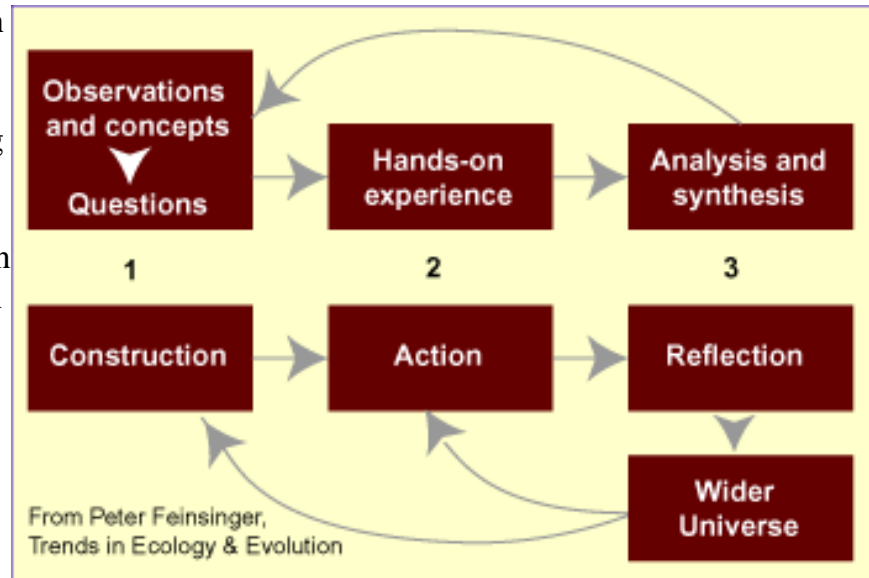 Observations
and concepts
Questions
Hands-on
experience
Analysis and
synthesis
1
2
3
Construction
Action
Reflection
Wider
Universe
From Peter Feinsinger,
Trends in Ecology & Evolution